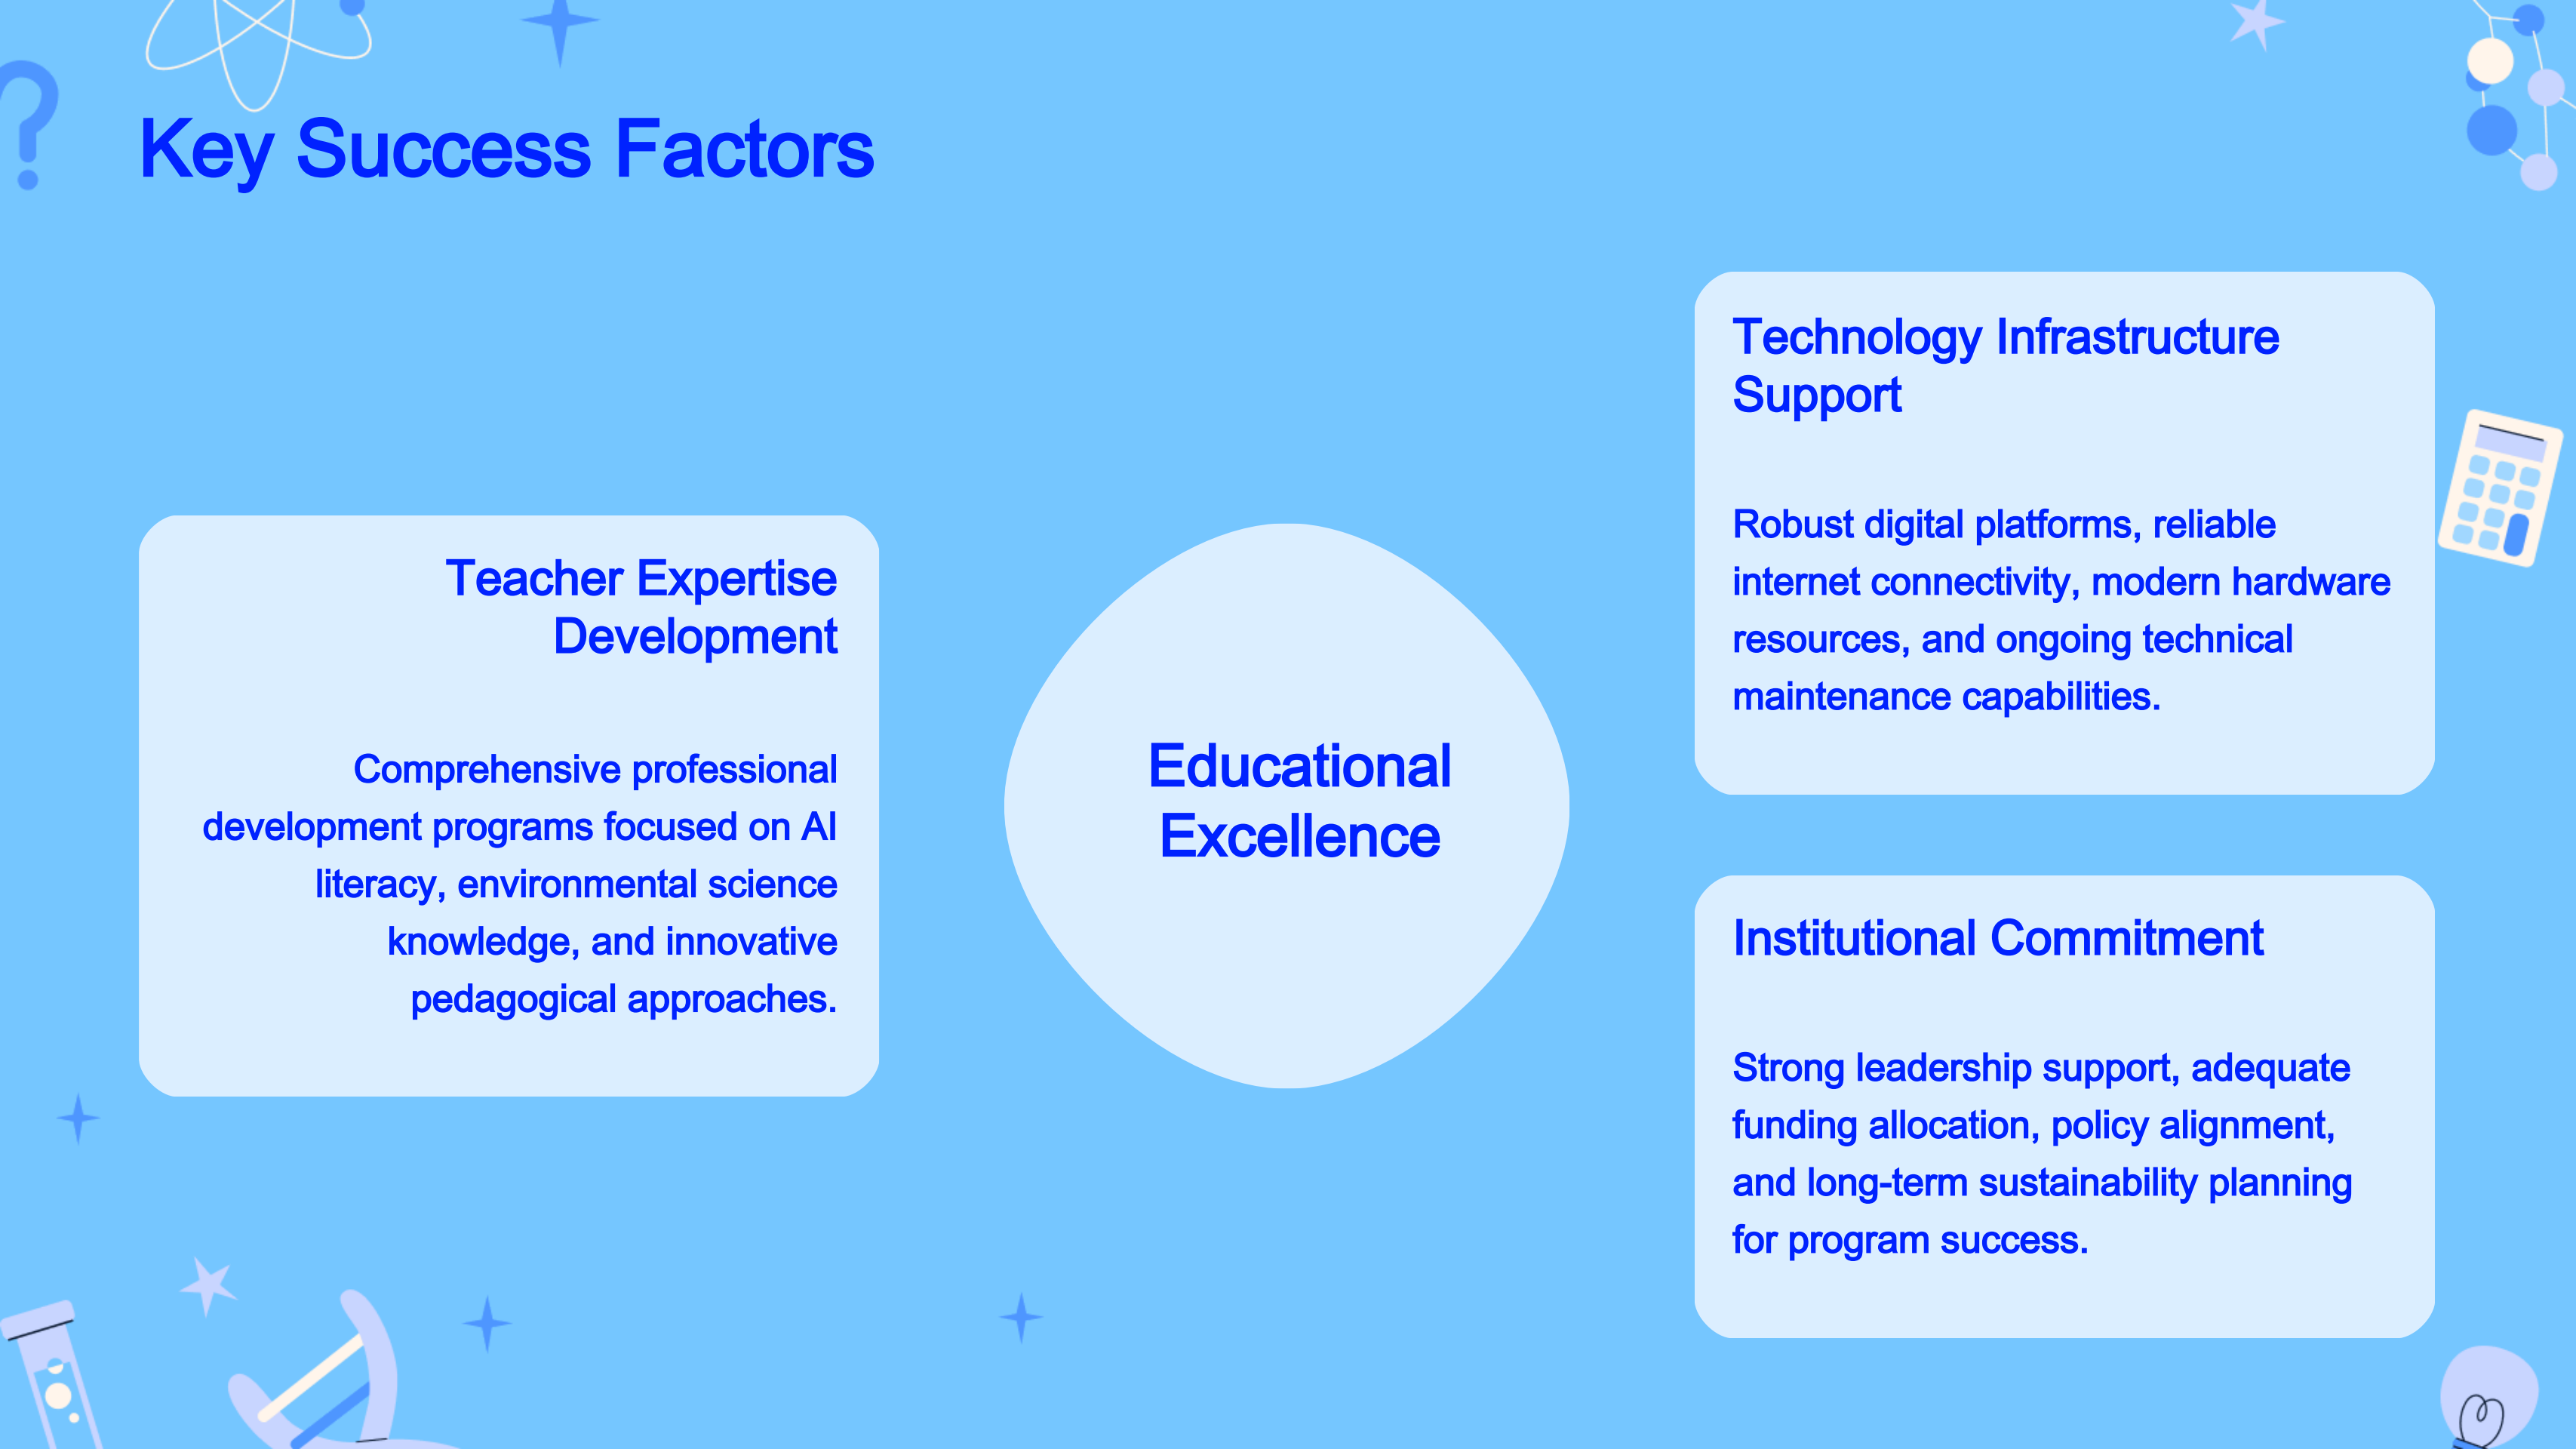 Key Success Factors
Teacher Expertise
Development
Comprehensive professional
development programs focused on AI
literacy, environmental science
knowledge, and innovative
pedagogical approaches.
Educational
Excellence
Technology Infrastructure
Support
Robust digital platforms, reliable
internet connectivity, modern hardware
resources, and ongoing technical
maintenance capabilities.
Institutional Commitment
Strong leadership support, adequate
funding allocation, policy alignment,
and long-term sustainability planning
for program success.